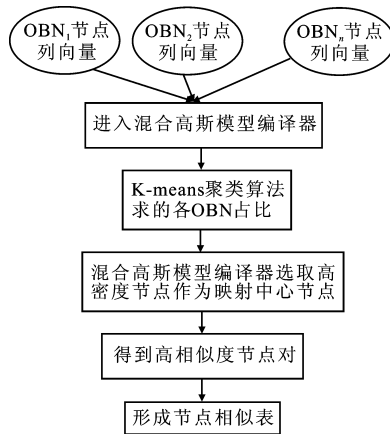 OBN₁节点
列向量
OBN₂节点
列向量
OBNₙ节点
列向量
进入混合高斯模型编译器
K-means聚类算法
求的各OBN占比
混合高斯模型编译器选取高
密度节点作为映射中心节点
得到高相似度节点对
形成节点相似表